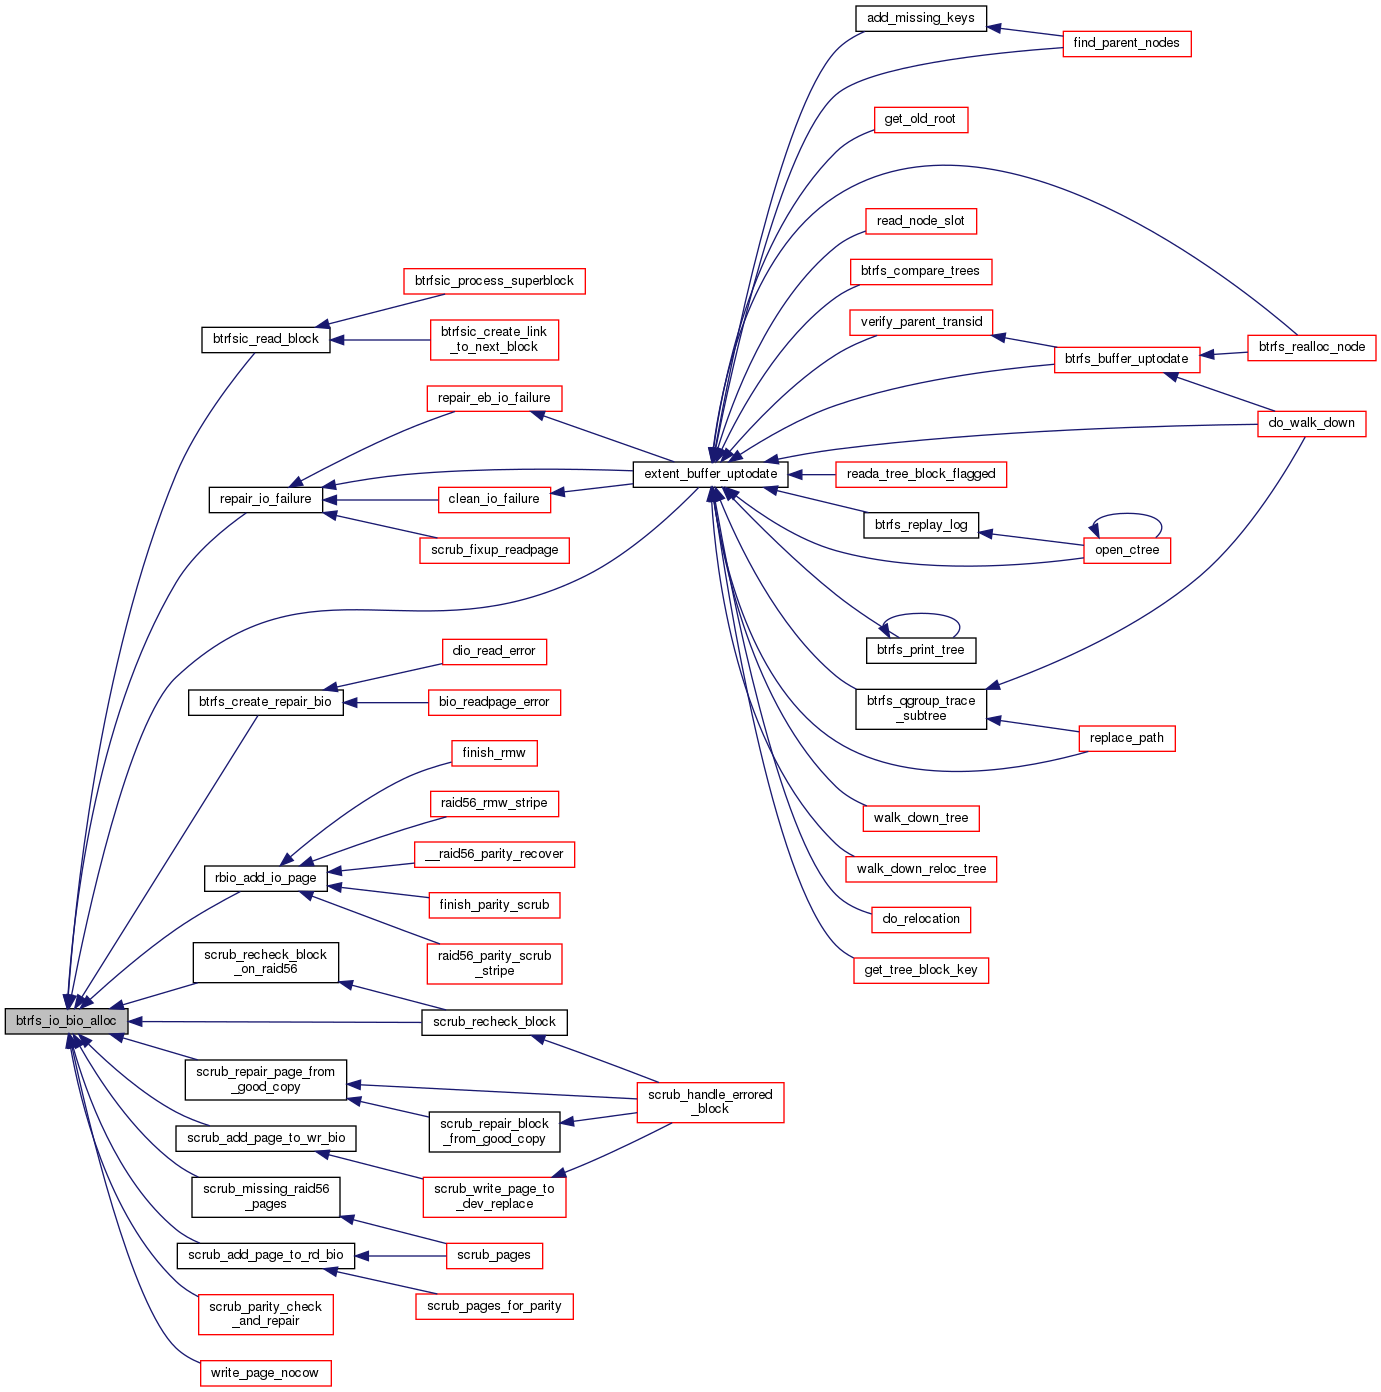 add_missing_keys
find_parent_nodes
get_old_root
read_node_slot
btrfs_compare_trees
verify_parent_transid
btrfs_buffer_uptodate
btrfs_realloc_node
do_walk_down
btrfsic_process_superblock
btrfsic_read_block
btrfsic_create_link
_to_next_block
repair_eb_io_failure
extent_buffer_uptodate
reada_tree_block_flagged
repair_io_failure
clean_io_failure
scrub_fixup_readpage
btrfs_replay_log
open_ctree
btrfs_print_tree
dio_read_error
btrfs_create_repair_bio
bio_readpage_error
btrfs_qgroup_trace
_subtree
replace_path
finish_rmw
raid56_rmw_stripe
walk_down_tree
__raid56_parity_recover
walk_down_reloc_tree
rbio_add_io_page
finish_parity_scrub
do_relocation
raid56_parity_scrub
_stripe
get_tree_block_key
scrub_recheck_block
_on_raid56
btrfs_io_bio_alloc
scrub_recheck_block
scrub_repair_page_from
_good_copy
scrub_handle_errored
_block
scrub_repair_block
_from_good_copy
scrub_add_page_to_wr_bio
scrub_missing_raid56
_pages
scrub_write_page_to
_dev_replace
scrub_add_page_to_rd_bio
scrub_pages
scrub_pages_for_parity
scrub_parity_check
_and_repair
write_page_nocow